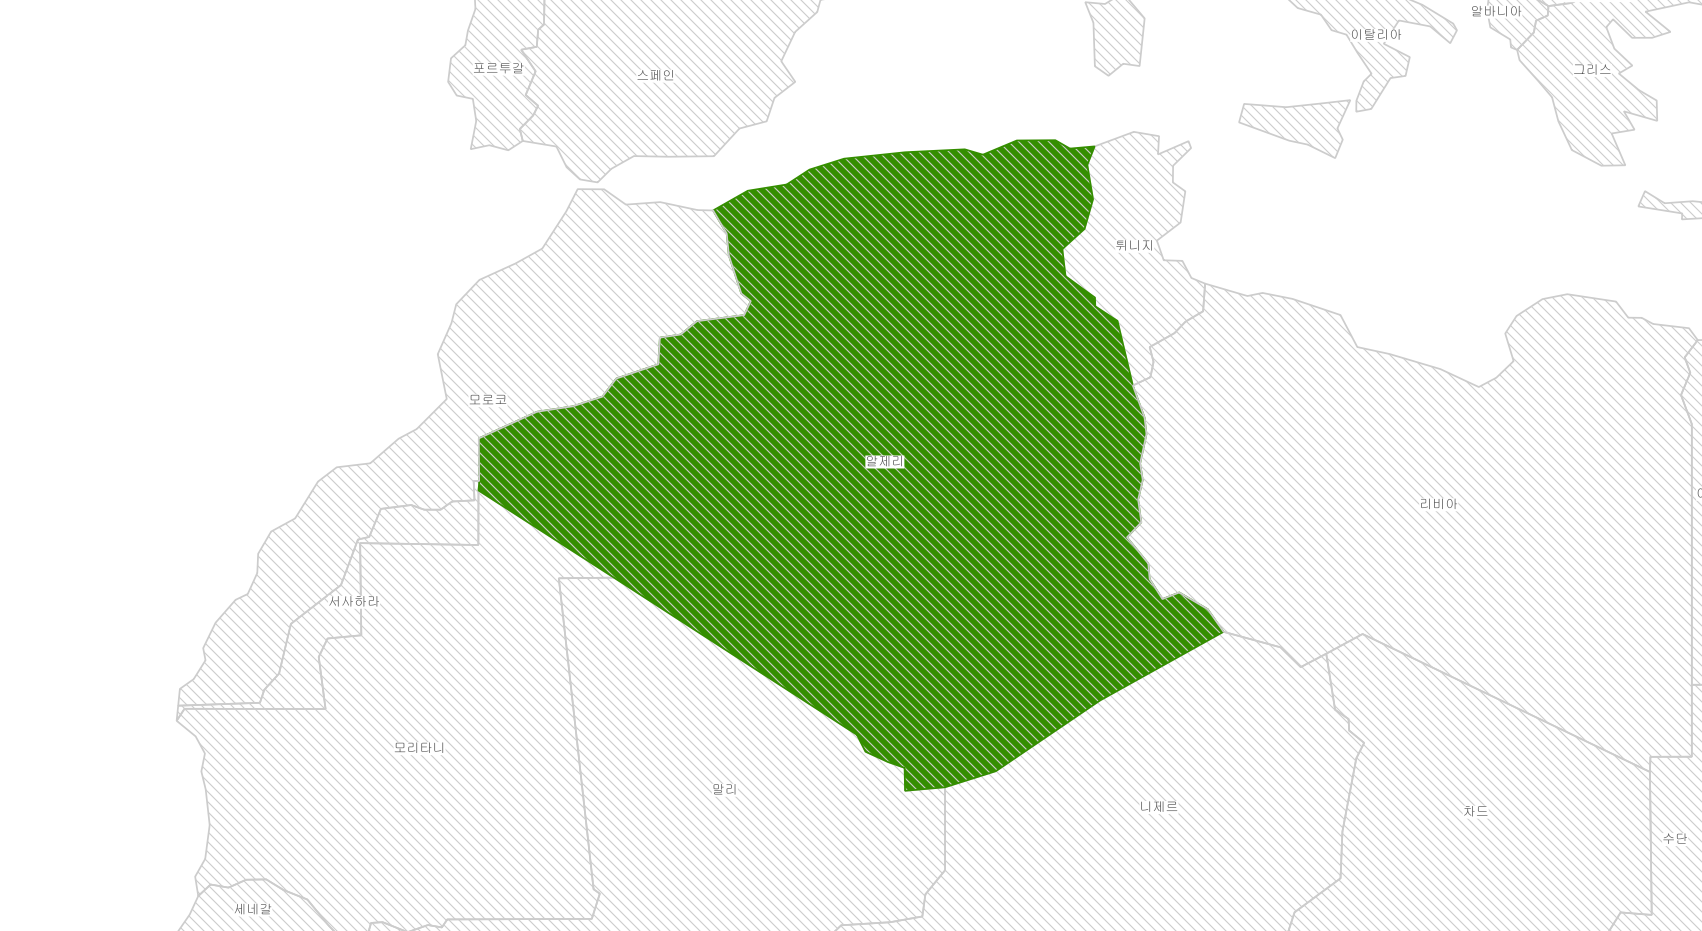 알바니아
이탈리아
포르투갈
스페인
그리스
튀니지
모로코
알제리
리비아
서사하라
모리타니
말리
니제르
차드
수단
세네갈